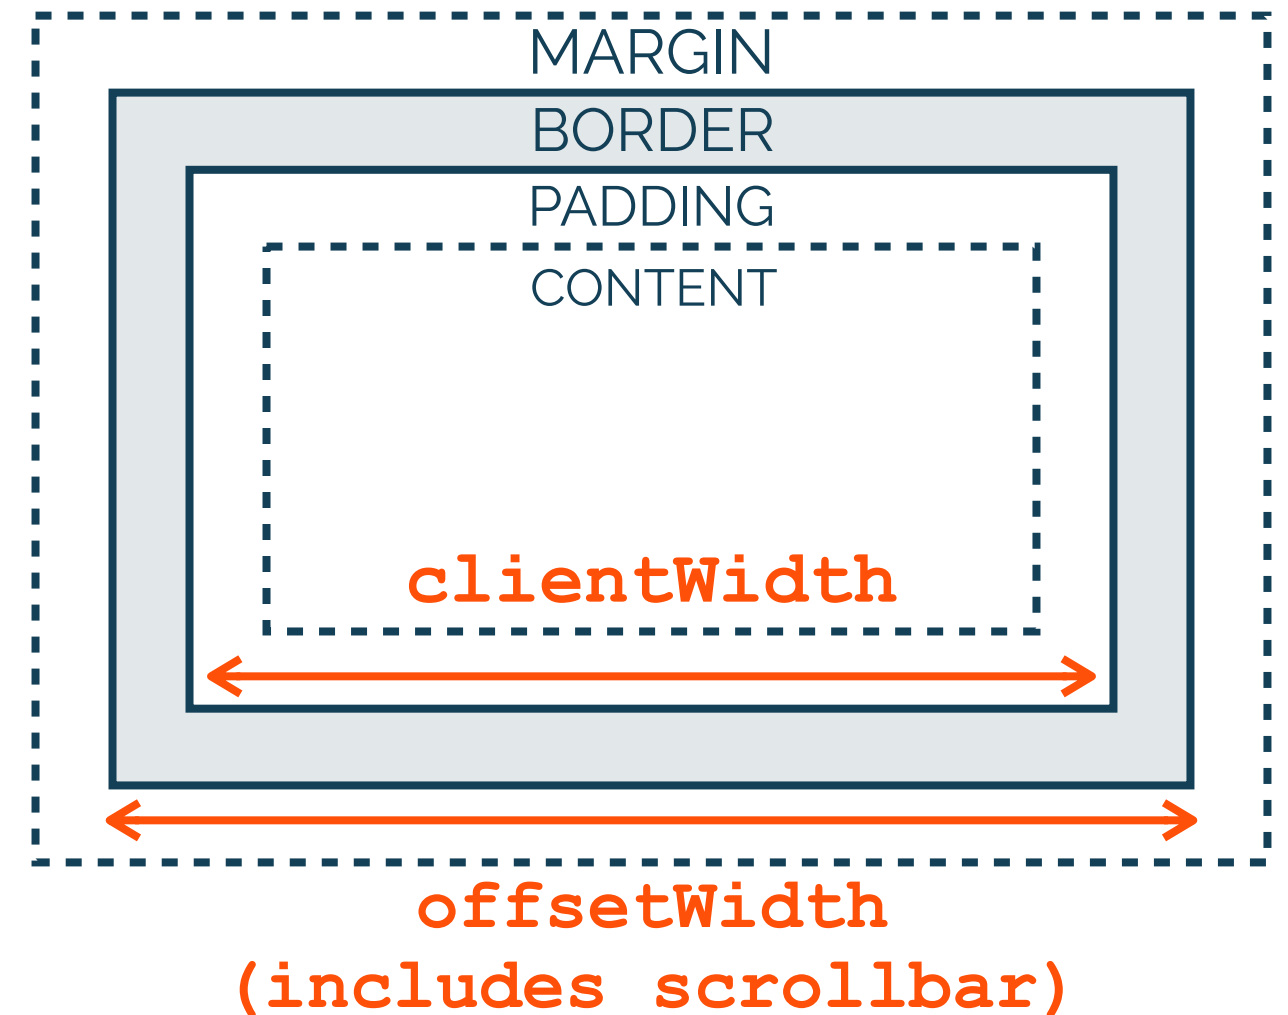 MARGIN
BORDER
PADDING
CONTENT
clientWidth
offsetWidth
(includes scrollbar)